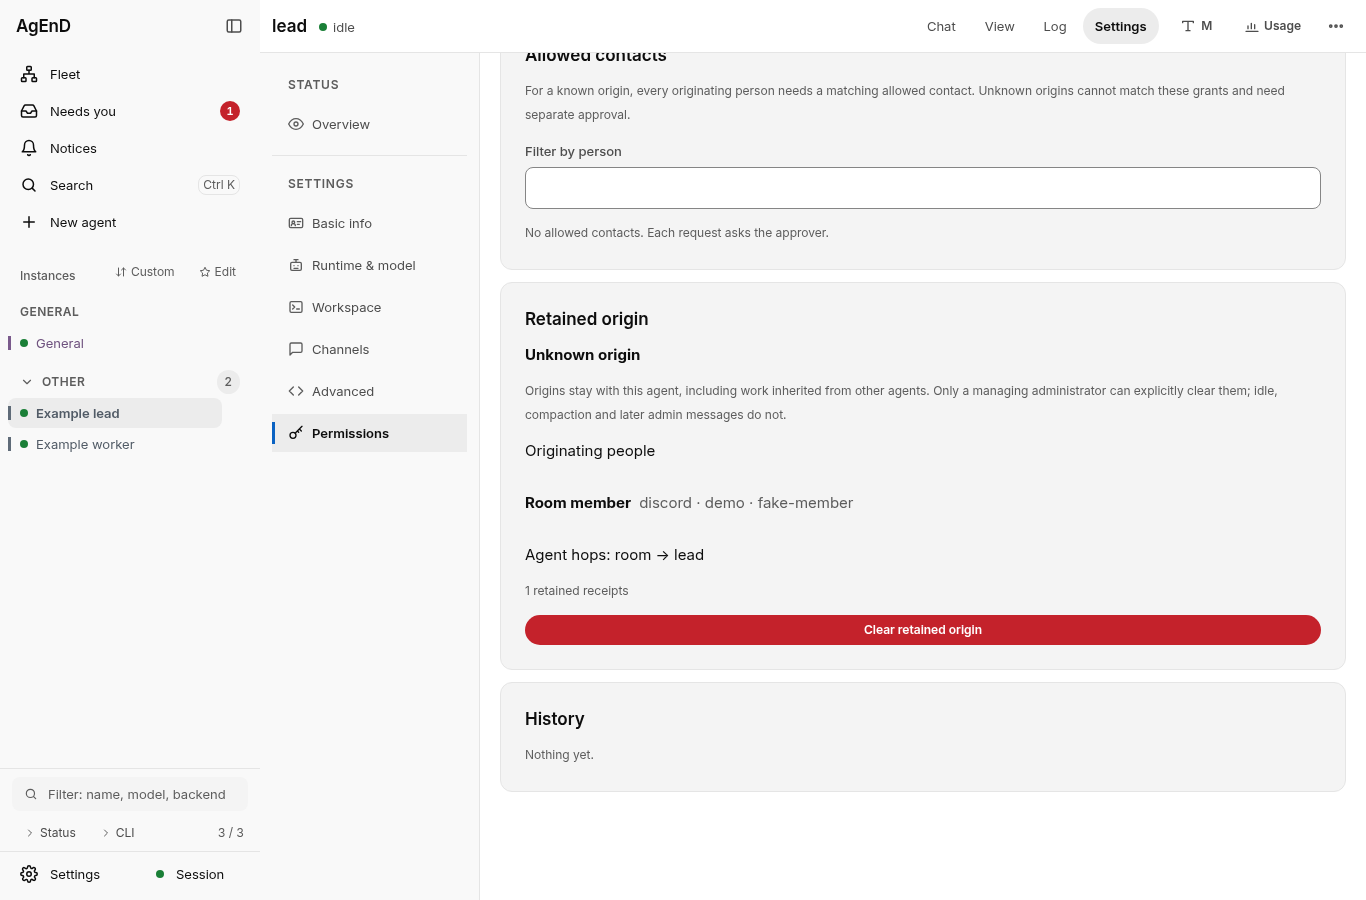 AgEnD
lead
idle
Chat
View
Log
Settings
M
Usage
Fleet
Needs you
1
Notices
Search
Ctrl K
New agent
Instances
Custom
Edit
GENERAL
General
OTHER
2
Example lead
Example worker
Filter: name, model, backend
Status
CLI
3 / 3
Settings
Session
STATUS
Overview
SETTINGS
Basic info
Runtime & model
Workspace
Channels
Advanced
Permissions
Allowed contacts
For a known origin, every originating person needs a matching allowed contact. Unknown origins cannot match these grants and need
separate approval.
Filter by person
No allowed contacts. Each request asks the approver.
Retained origin
Unknown origin
Origins stay with this agent, including work inherited from other agents. Only a managing administrator can explicitly clear them; idle,
compaction and later admin messages do not.
Originating people
Room member discord · demo · fake-member
Agent hops: room → lead
1 retained receipts
Clear retained origin
History
Nothing yet.